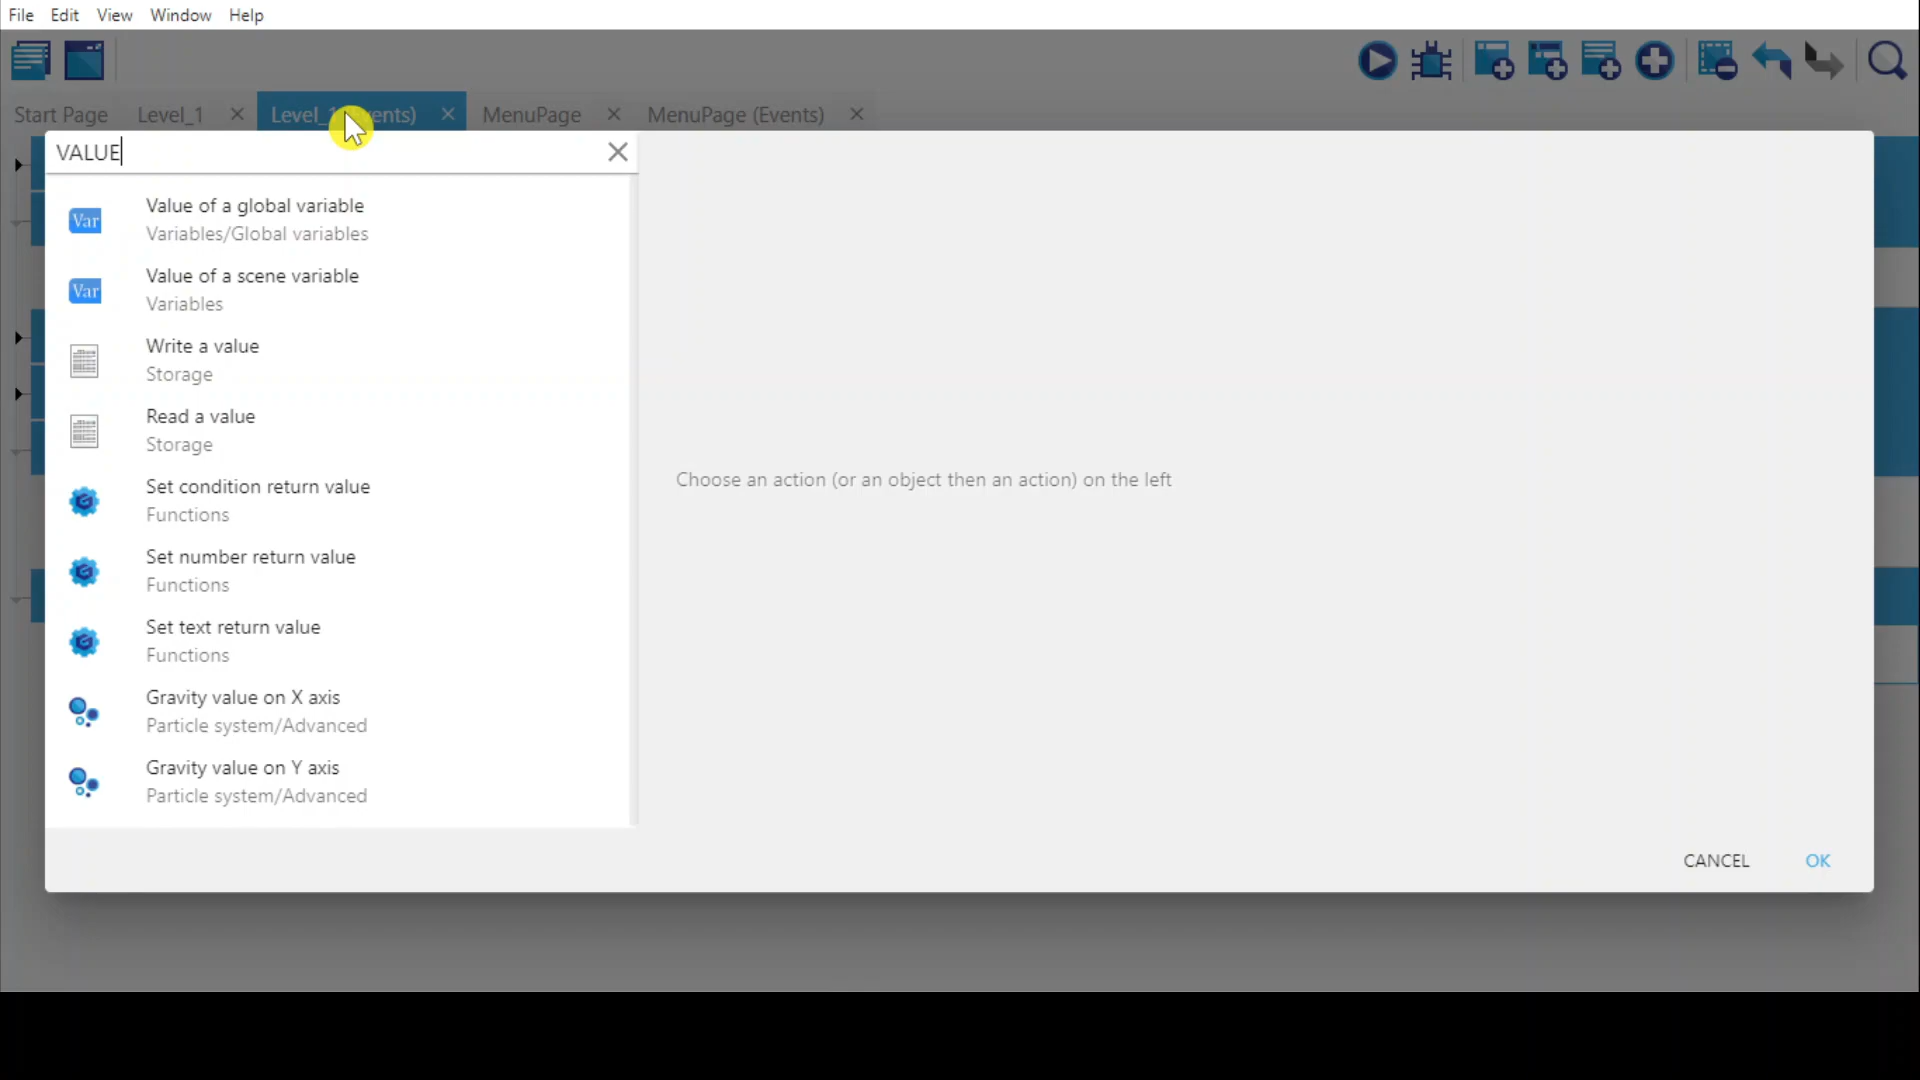 File Edit View Window Help
Start Page Level_1 Level_1 (Events) MenuPage MenuPage (Events)
VALUE
Var Value of a global variable
Variables/Global variables
Var Value of a scene variable
Variables
Write a value
Storage
Read a value
Storage
Set condition return value
Functions
Set number return value
Functions
Set text return value
Functions
Gravity value on X axis
Particle system/Advanced
Gravity value on Y axis
Particle system/Advanced
Choose an action (or an object then an action) on the left
CANCEL OK